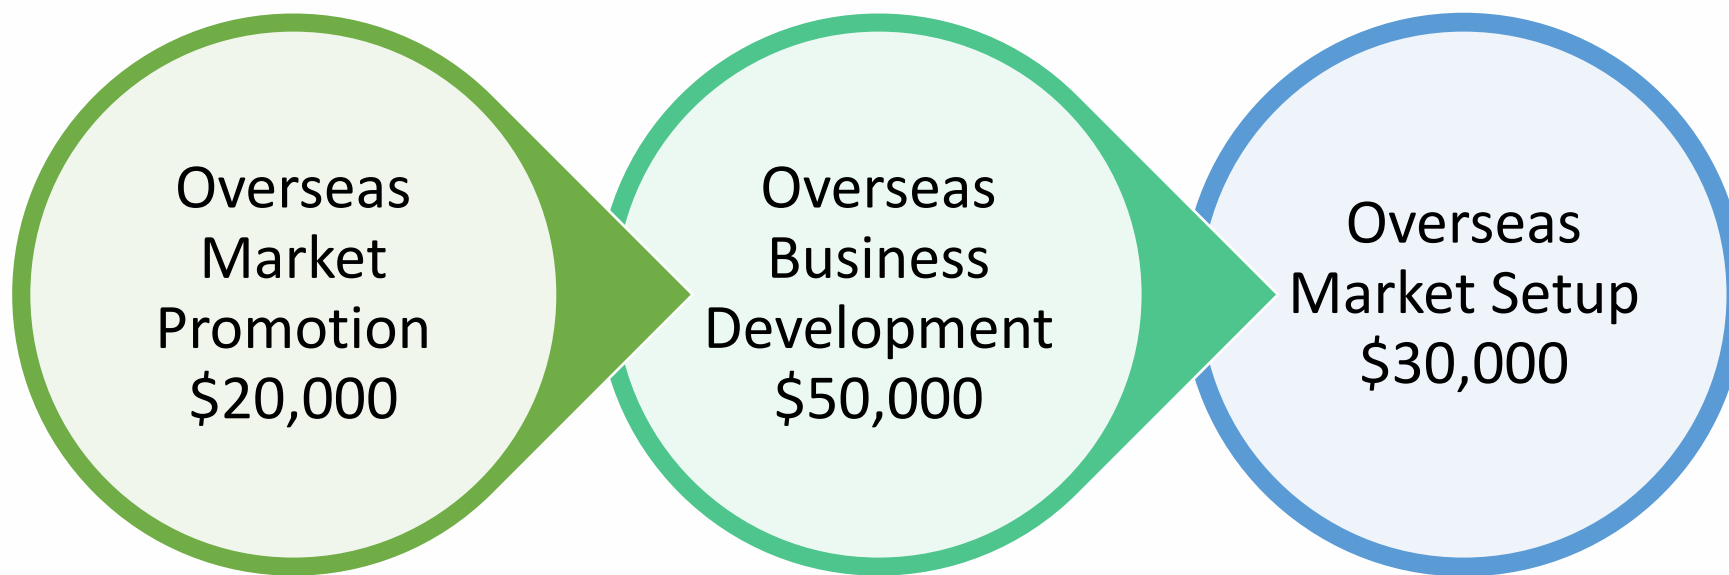 Overseas
Market
Promotion
$20,000
Overseas
Business
Development
$50,000
Overseas
Market Setup
$30,000